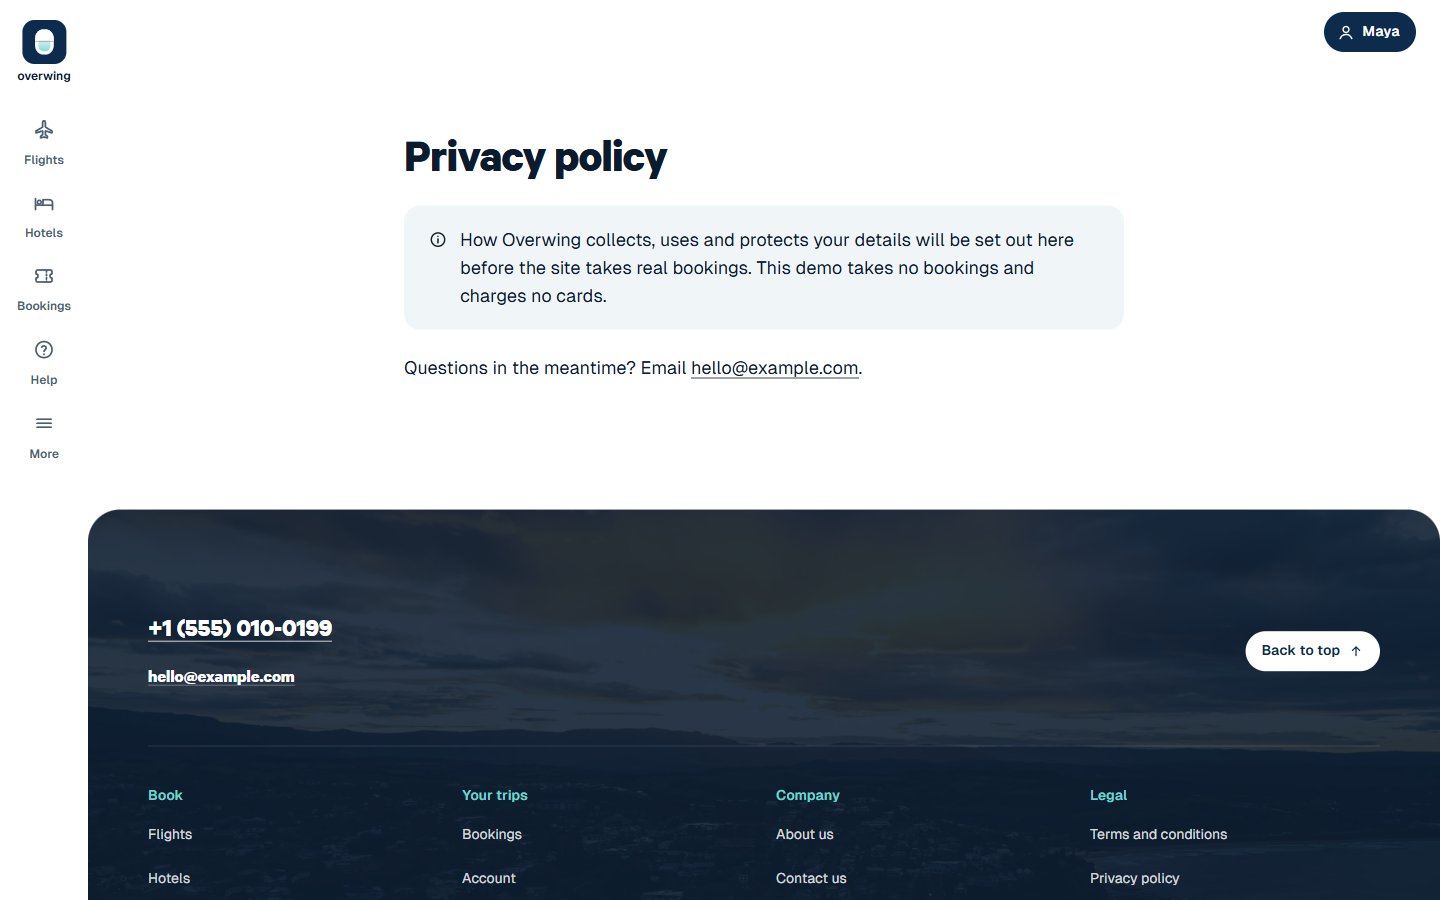 overwing
Flights
Hotels
Bookings
Help
More
Maya
Privacy policy
How Overwing collects, uses and protects your details will be set out here
before the site takes real bookings. This demo takes no bookings and
charges no cards.
Questions in the meantime? Email hello@example.com.
+1 (555) 010-0199
hello@example.com
Back to top
Book
Flights
Hotels
Your trips
Bookings
Account
Company
About us
Contact us
Legal
Terms and conditions
Privacy policy